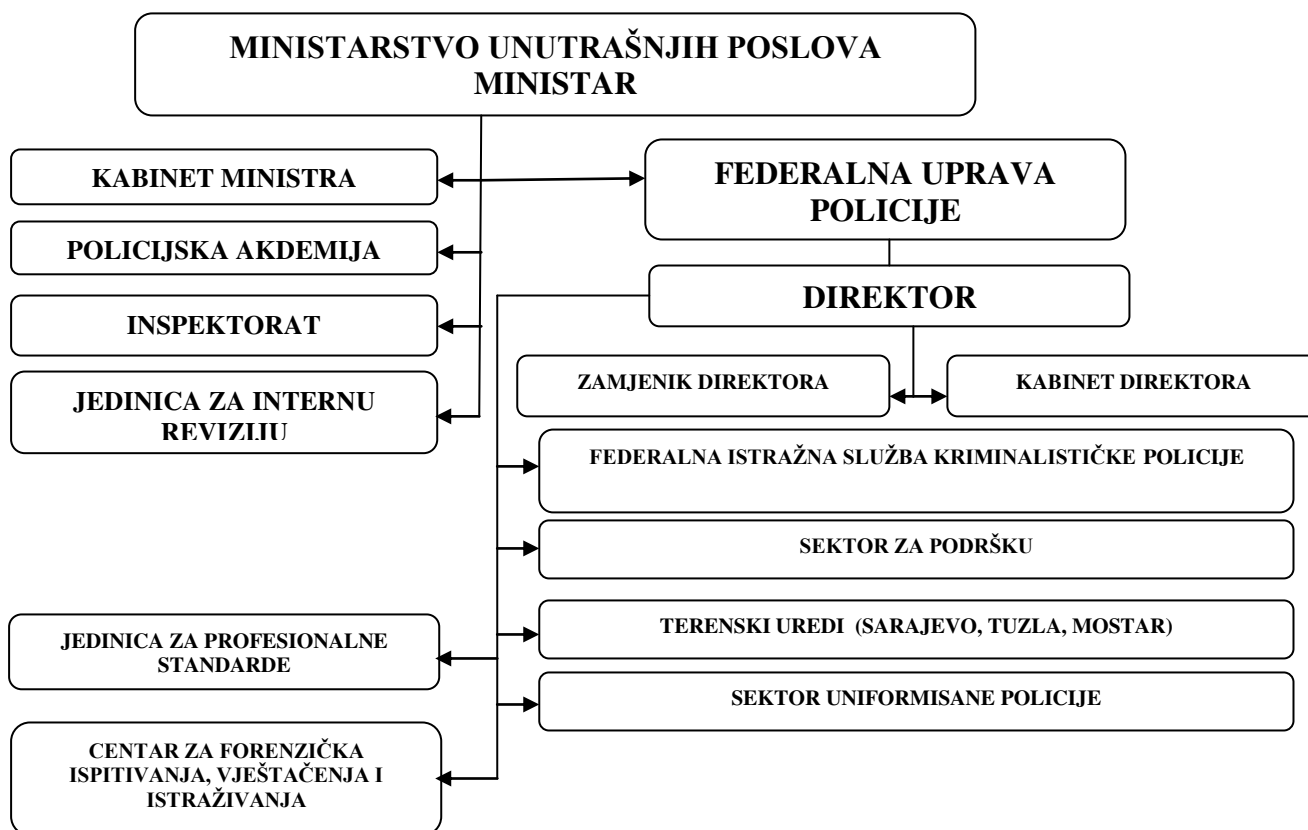 MINISTARSTVO UNUTRAŠNJIH POSLOVA
MINISTAR
KABINET MINISTRA
FEDERALNA UPRAVA
POLICIJE
POLICIJSKA AKDEMIJA
DIREKTOR
INSPEKTORAT
ZAMJENIK DIREKTORA
KABINET DIREKTORA
JEDINICA ZA INTERNU
REVIZIJU
FEDERALNA ISTRAŽNA SLUŽBA KRIMINALISTIČKE POLICIJE
SEKTOR ZA PODRŠKU
TERENSKI UREDI (SARAJEVO, TUZLA, MOSTAR)
JEDINICA ZA PROFESIONALNE
STANDARDE
SEKTOR UNIFORMISANE POLICIJE
CENTAR ZA FORENZIČKA
ISPITIVANJA, VJEŠTAČENJA I
ISTRAŽIVANJA